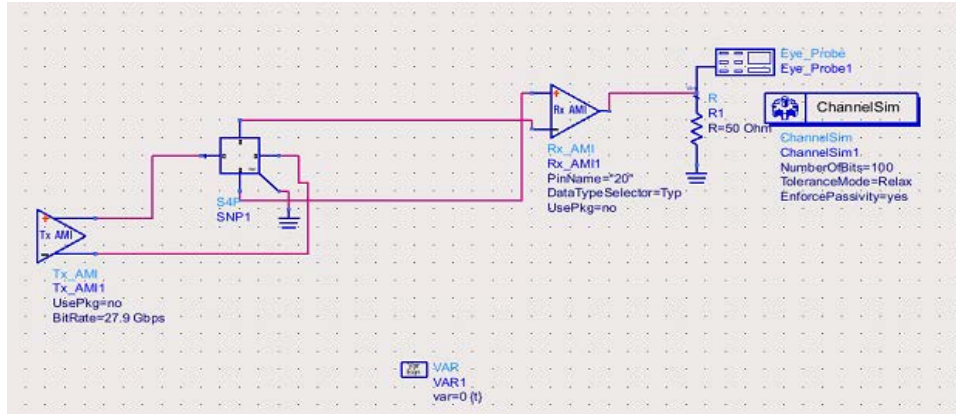 Eye_Probe
Eye_Probe1
ChannelSim
R
R1
R=50 Ohm
Rx AMI
ChannelSim
ChannelSim1
NumberOfBits=100
ToleranceMode=Relax
EnforcePassivity=yes
Rx_AMI
Rx_AMI1
PinName="20"
DataTypeSelector=Typ
UsePkg=no
S4P
SNP1
Tx AMI
Tx_AMI
Tx_AMI1
UsePkg=no
BitRate=27.9 Gbps
VAR
VAR1
var=0 {t}